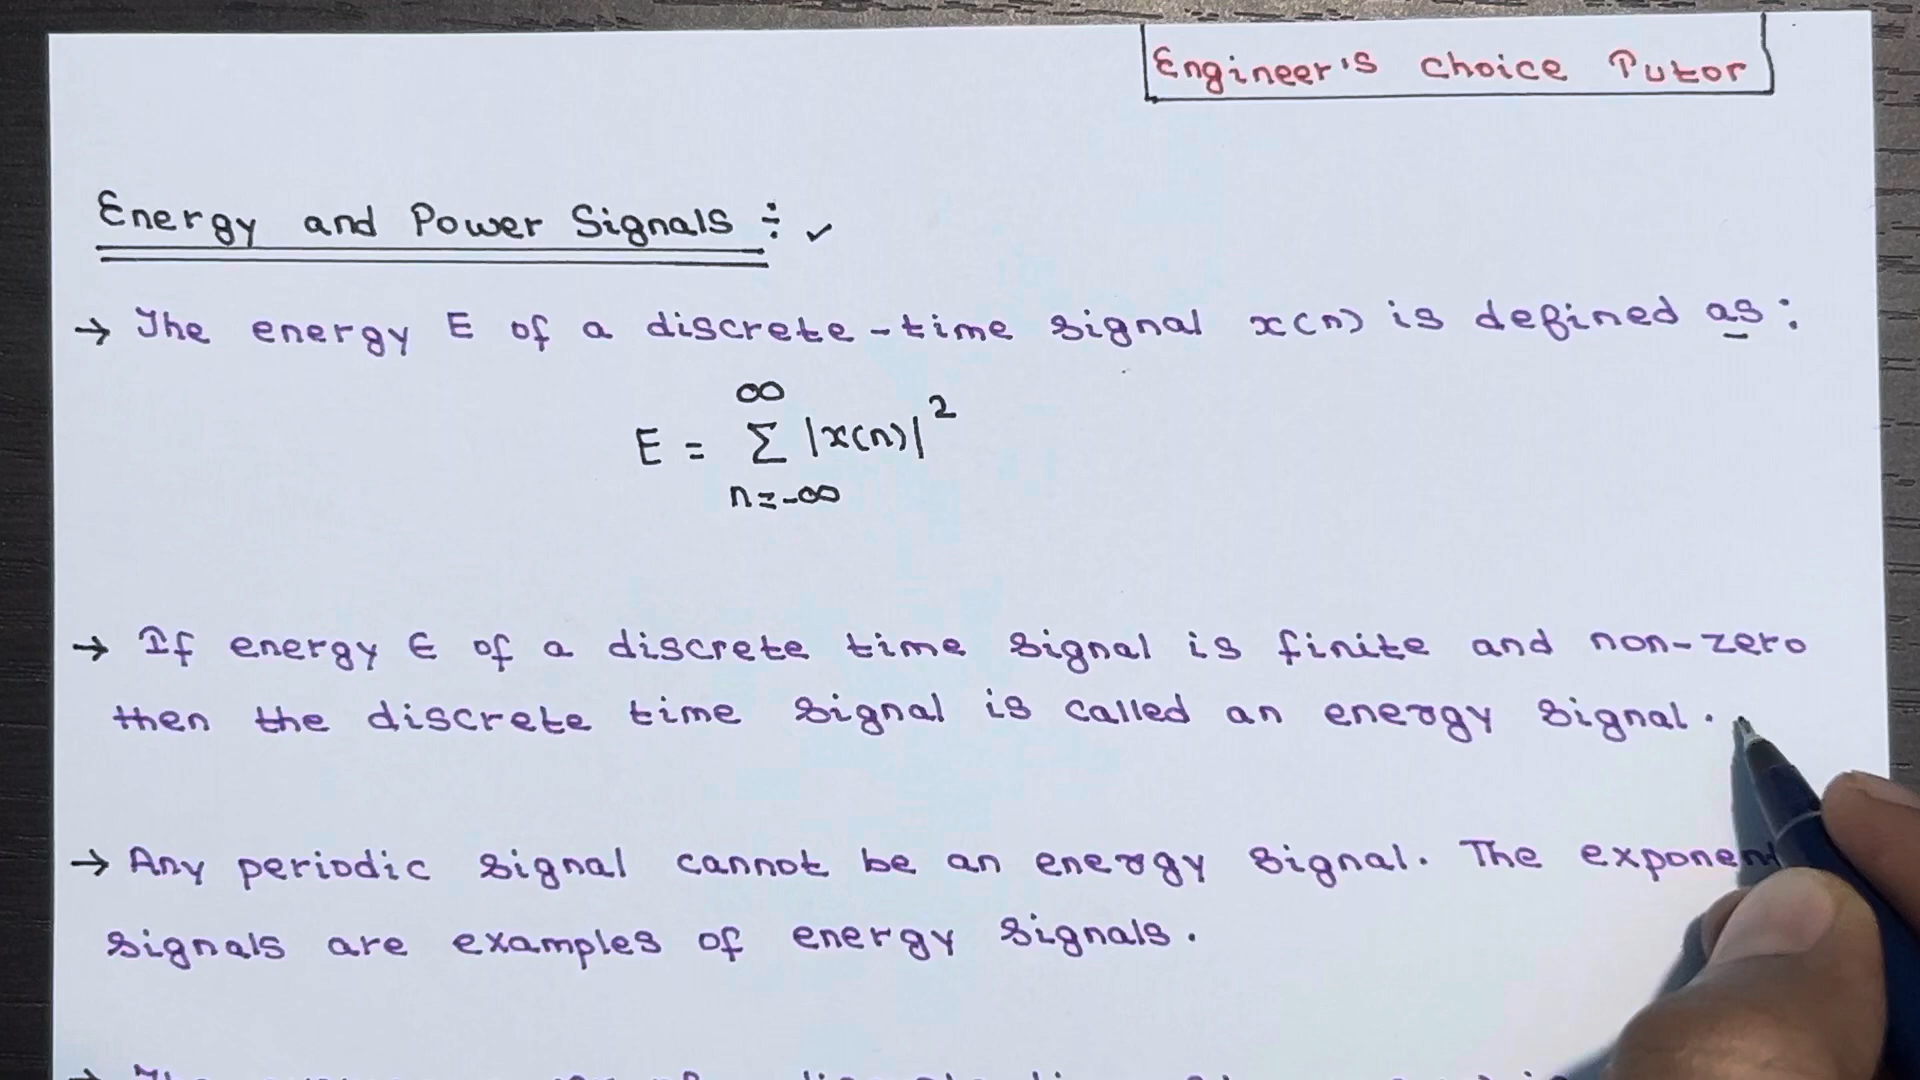 Engineer's Choice Tutor
Energy and Power Signals :
→ The energy E of a discrete-time signal x(n) is defined as:
∞
E = Σ |x(n)|²
n=-∞
→ If energy E of a discrete time signal is finite and non-zero
then the discrete time signal is called an energy signal.
→ Any periodic signal cannot be an energy signal. The exponent
signals are examples of energy signals.